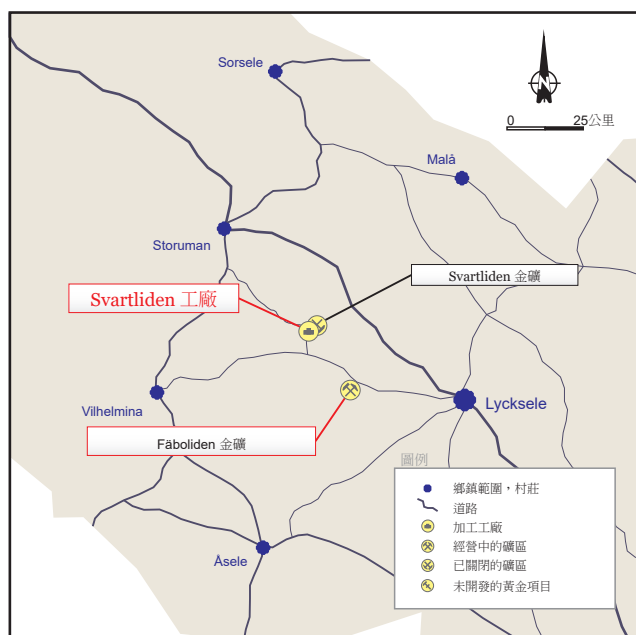 Sorsele
0 25公里
Malå
Storuman
Svartliden 金礦
Svartliden 工廠
Vilhelmina
Lycksele
Fäboliden 金礦
圖例
鄉鎮範圍，村莊
道路
加工工廠
經營中的礦區
已關閉的礦區
未開發的黃金項目
Åsele